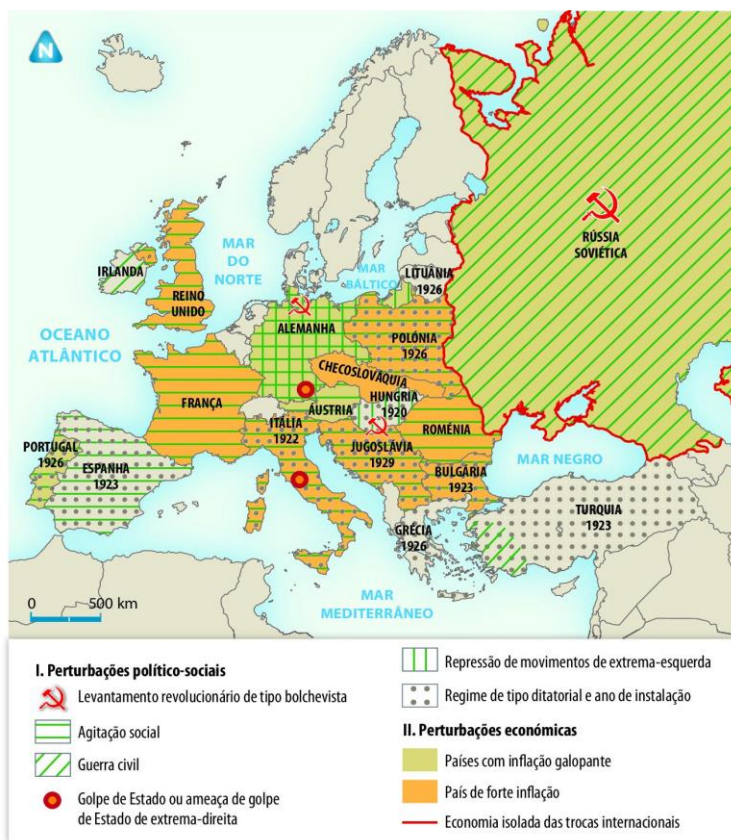 N
RÚSSIA
SOVIÉTICA
MAR
DO
NORTE
IRLANDA
REINO
UNIDO
MAR
BÁLTICO
LITUÂNIA
1926
OCEANO
ATLÂNTICO
ALEMANHA
POLÓNIA
1926
CHECOSLOVÁQUIA
FRANÇA
ÁUSTRIA
HUNGRIA
1920
ITÁLIA
1922
JUGOSLÁVIA
1929
ROMÉNIA
BULGÁRIA
1923
MAR NEGRO
PORTUGAL
1926
ESPANHA
1923
TURQUIA
1923
GRÉCIA
1926
MAR
MEDITERRÂNEO
0 500 km
I. Perturbações político-sociais
Levantamento revolucionário de tipo bolchevista
Agitação social
Guerra civil
Golpe de Estado ou ameaça de golpe
de Estado de extrema-direita
Repressão de movimentos de extrema-esquerda
Regime de tipo ditatorial e ano de instalação
II. Perturbações económicas
Países com inflação galopante
País de forte inflação
Economia isolada das trocas internacionais